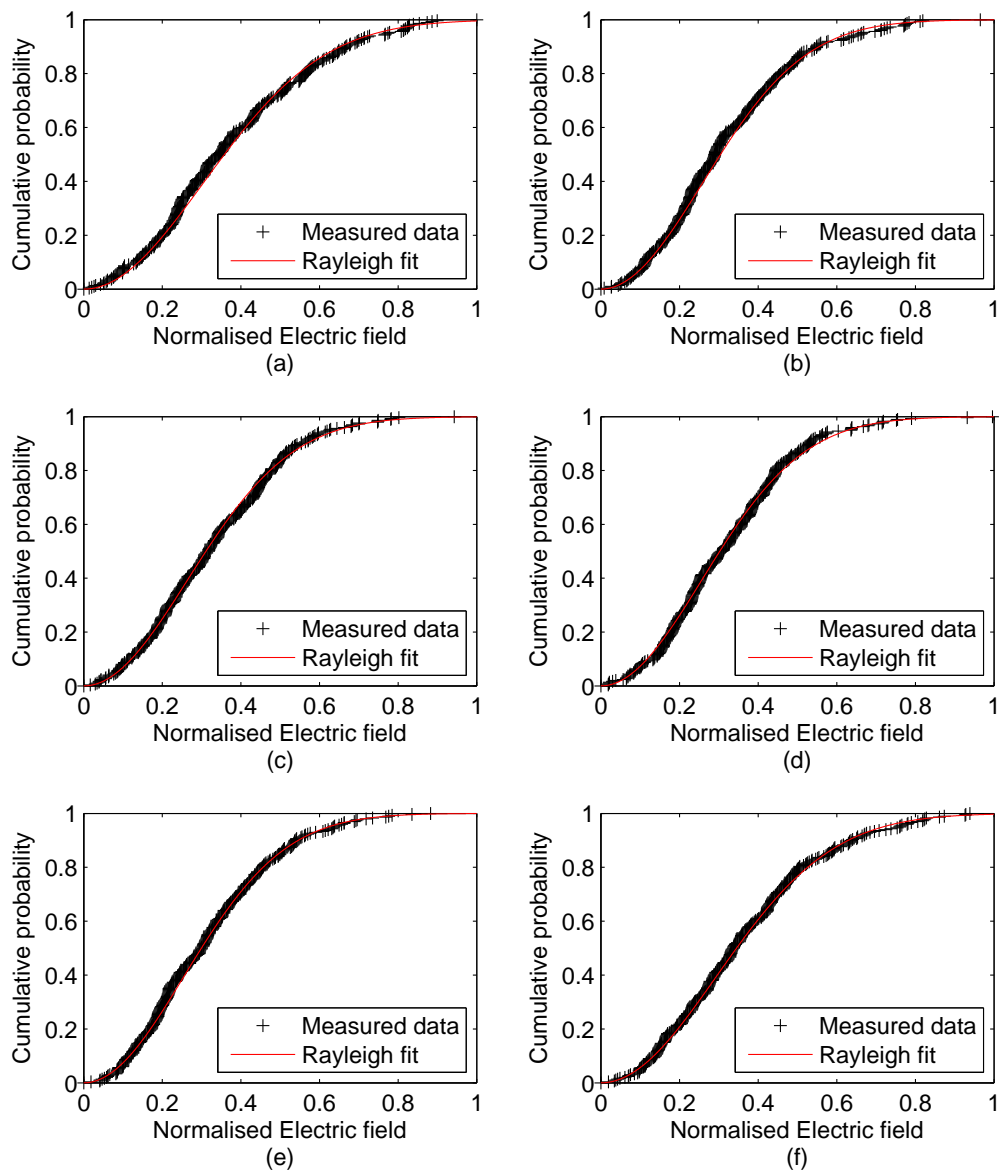 1
0.8
0.6
0.4
0.2
0
Cumulative probability
Measured data
Rayleigh fit
0 0.2 0.4 0.6 0.8 1
Normalised Electric field
(a)
1
0.8
0.6
0.4
0.2
0
Cumulative probability
Measured data
Rayleigh fit
0 0.2 0.4 0.6 0.8 1
Normalised Electric field
(b)
1
0.8
0.6
0.4
0.2
0
Cumulative probability
Measured data
Rayleigh fit
0 0.2 0.4 0.6 0.8 1
Normalised Electric field
(c)
1
0.8
0.6
0.4
0.2
0
Cumulative probability
Measured data
Rayleigh fit
0 0.2 0.4 0.6 0.8 1
Normalised Electric field
(d)
1
0.8
0.6
0.4
0.2
0
Cumulative probability
Measured data
Rayleigh fit
0 0.2 0.4 0.6 0.8 1
Normalised Electric field
(e)
1
0.8
0.6
0.4
0.2
0
Cumulative probability
Measured data
Rayleigh fit
0 0.2 0.4 0.6 0.8 1
Normalised Electric field
(f)